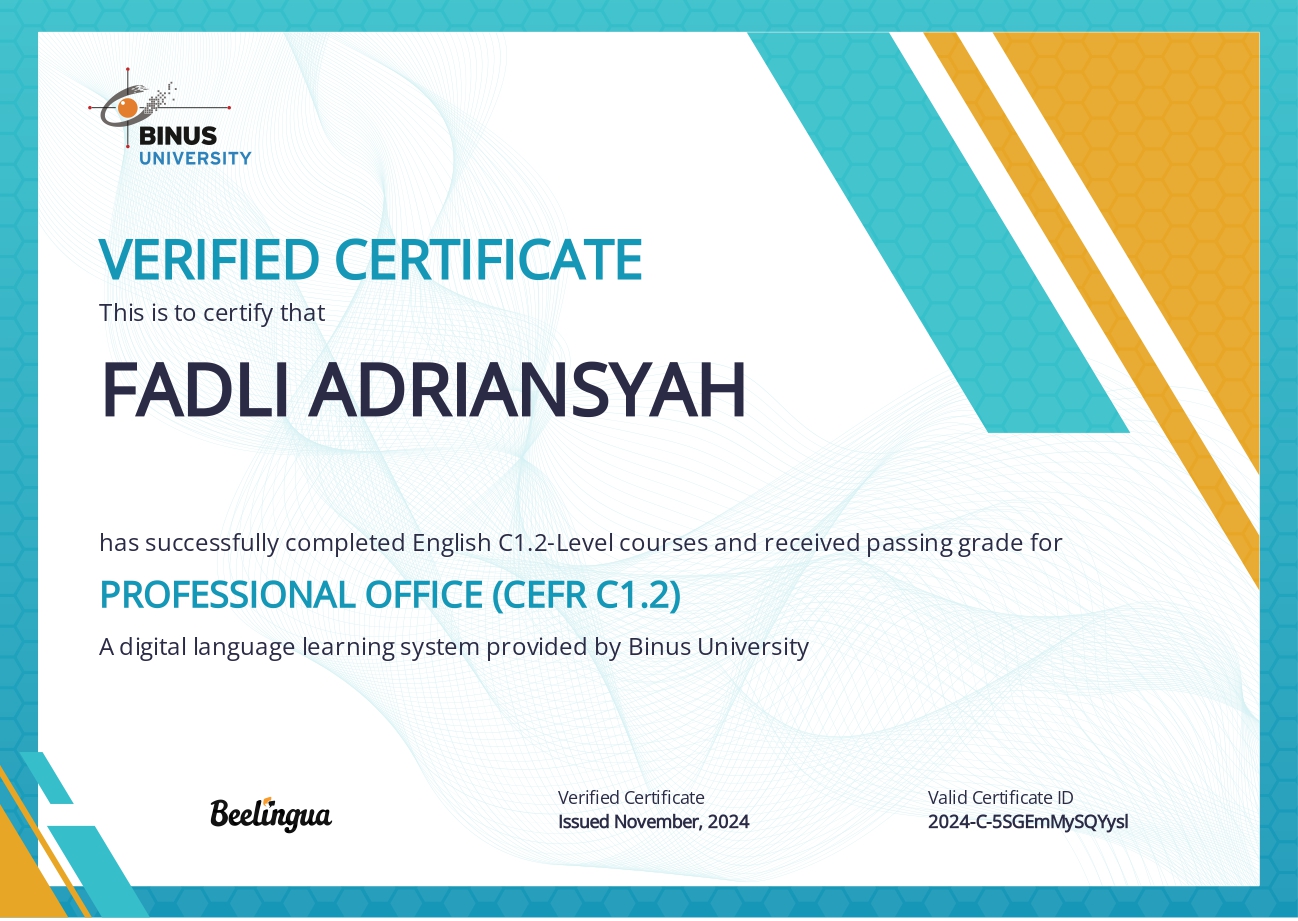 BINUS
UNIVERSITY
VERIFIED CERTIFICATE
This is to certify that
FADLI ADRIANSYAH
has successfully completed English C1.2-Level courses and received passing grade for
PROFESSIONAL OFFICE (CEFR C1.2)
A digital language learning system provided by Binus University
Beelingua
Verified Certificate
Issued November, 2024
Valid Certificate ID
2024-C-5SGEmMySQYysl